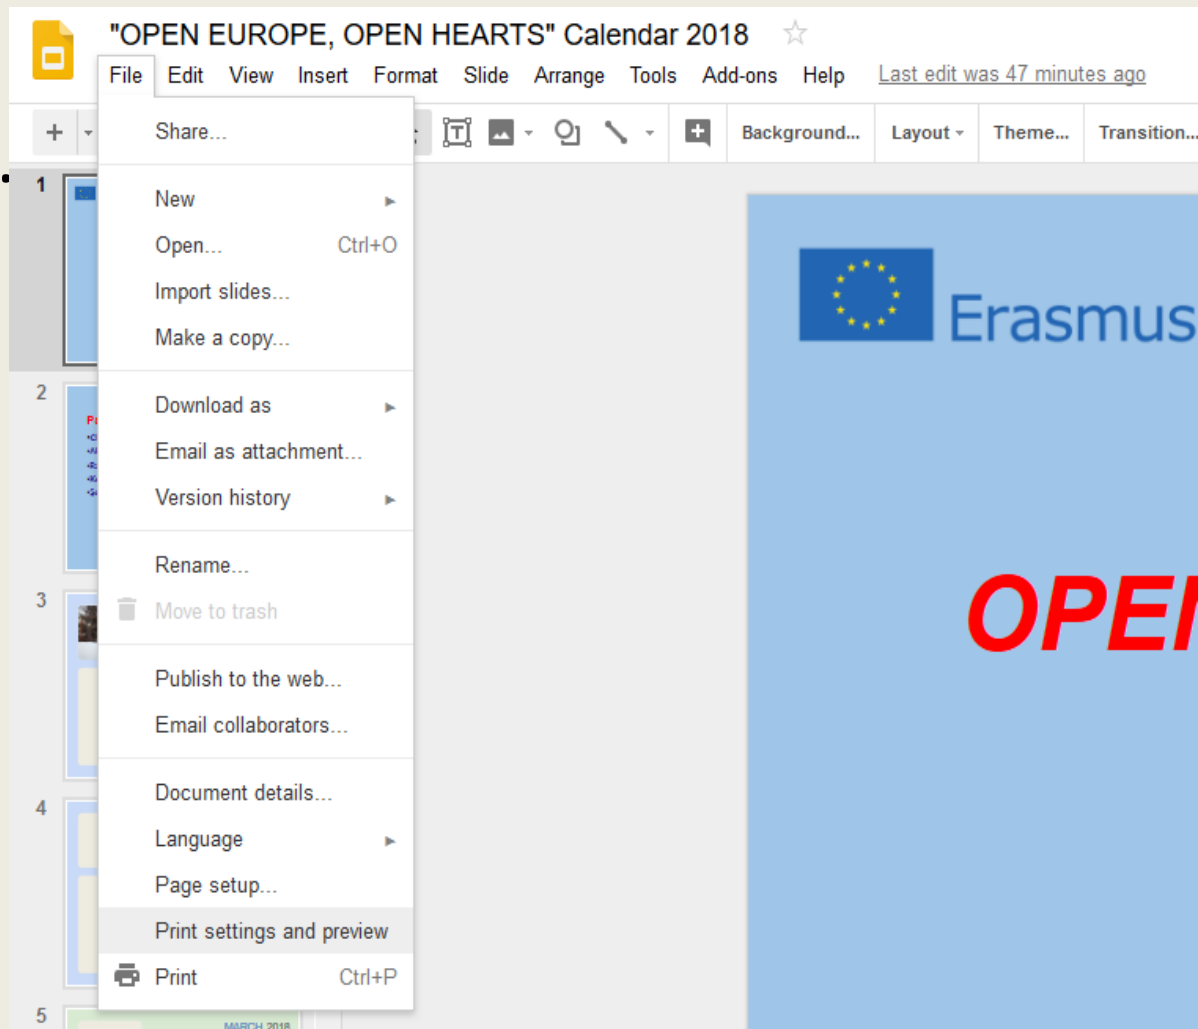 "OPEN EUROPE, OPEN HEARTS" Calendar 2018
File Edit View Insert Format Slide Arrange Tools Add-ons Help Last edit was 47 minutes ago
Background... Layout Theme... Transition...
Share...
New
Open... Ctrl+O
Import slides...
Make a copy...
Download as
Email as attachment...
Version history
Rename...
Move to trash
Publish to the web...
Email collaborators...
Document details...
Language
Page setup...
Print settings and preview
Print Ctrl+P
1
2
3
4
5
MARCH 2018
Erasmus
OPEN